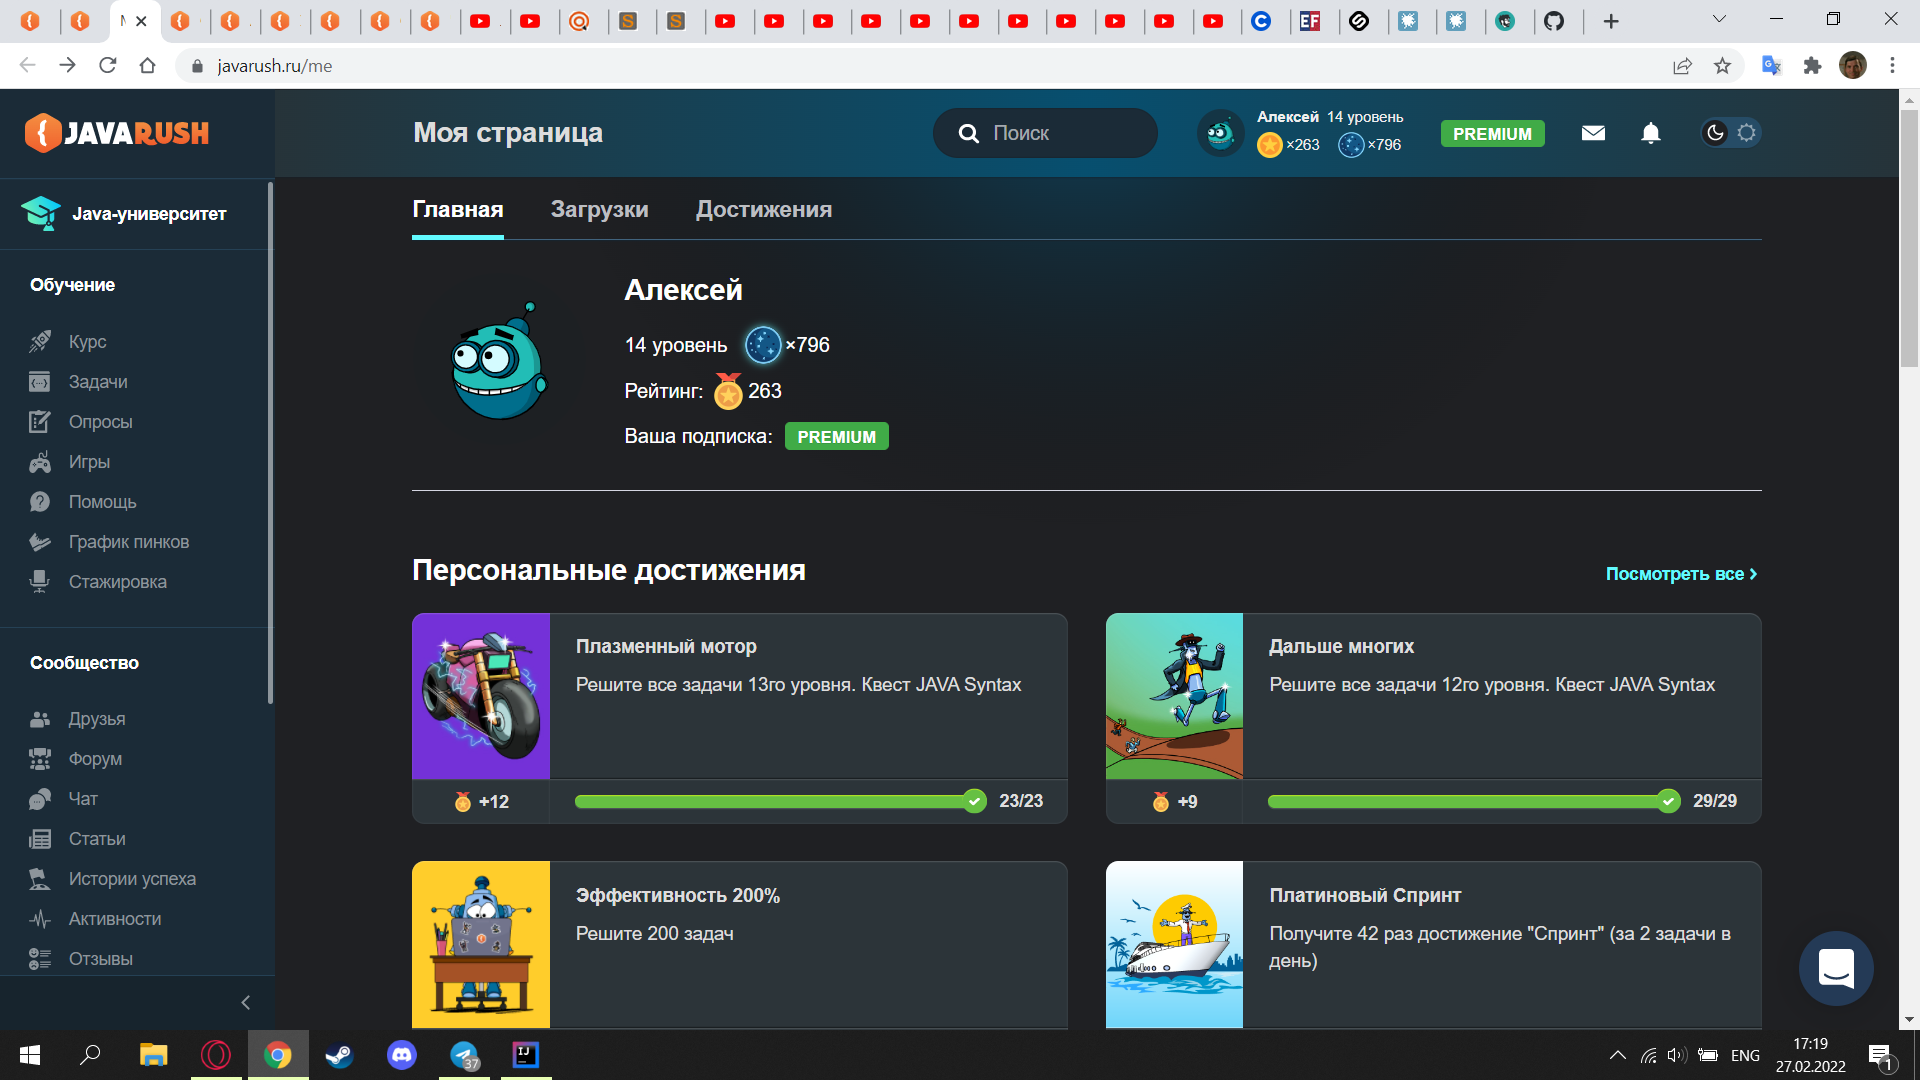 javarush.ru/me
JAVARUSH
Моя страница
Поиск
Алексей 14 уровень
×263 ×796
PREMIUM
Java-университет
Главная Загрузки Достижения
Обучение
Курс
Задачи
Опросы
Игры
Помощь
График пинков
Стажировка
Сообщество
Друзья
Форум
Чат
Статьи
Истории успеха
Активности
Отзывы
Алексей
14 уровень ×796
Рейтинг: 263
Ваша подписка: PREMIUM
Персональные достижения
Посмотреть все
Плазменный мотор
Решите все задачи 13го уровня. Квест JAVA Syntax
+12 23/23
Дальше многих
Решите все задачи 12го уровня. Квест JAVA Syntax
+9 29/29
Эффективность 200%
Решите 200 задач
Платиновый Спринт
Получите 42 раз достижение "Спринт" (за 2 задачи в
день)
37
ENG
17:19
27.02.2022
1